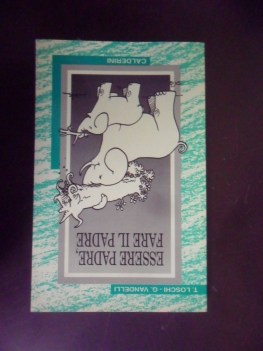 T. LOSCHI - G. VANDELLI
ESSERE PADRE,
FARE IL PADRE
CALDERINI